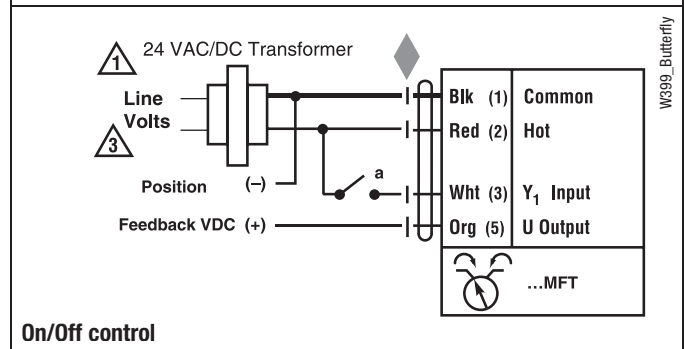 1 24 VAC/DC Transformer
Line
Volts
3
Position (–)
Feedback VDC (+)
a
Blk (1) Common
Red (2) Hot
Wht (3) Y₁ Input
Org (5) U Output
...MFT
W399_Butterfly
On/Off control